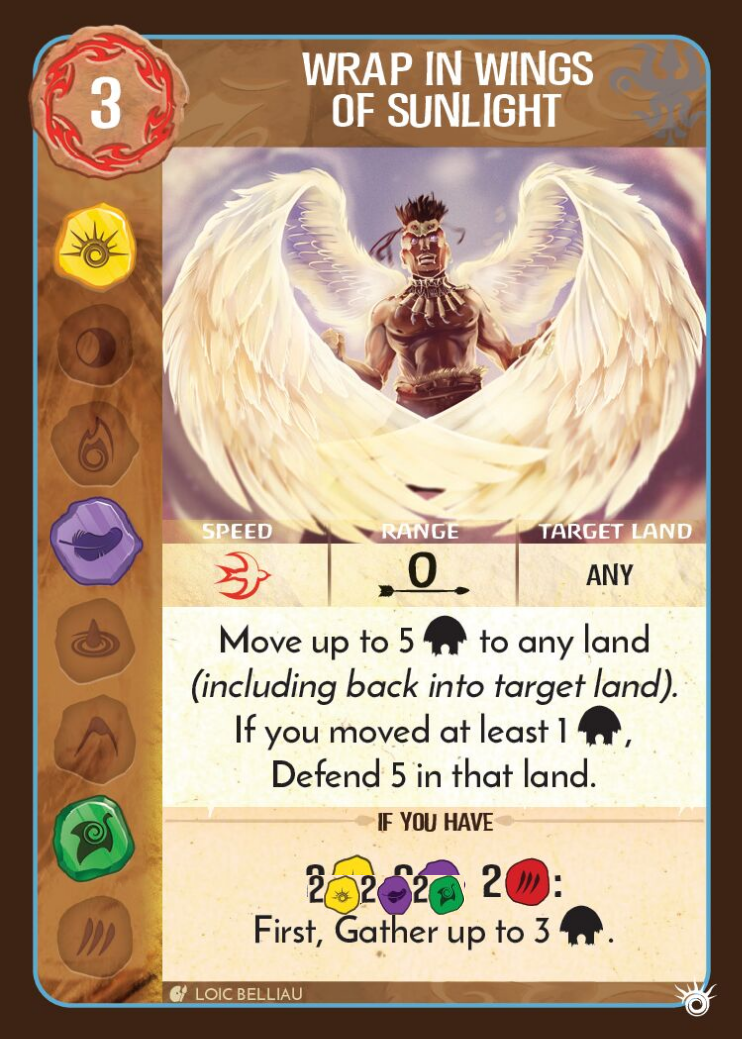 3
WRAP IN WINGS
OF SUNLIGHT
SPEED RANGE TARGET LAND
0 ANY
Move up to 5 to any land
(including back into target land).
If you moved at least 1 ,
Defend 5 in that land.
IF YOU HAVE
2 2 2 2 :
First, Gather up to 3 .
LOIC BELLIAU